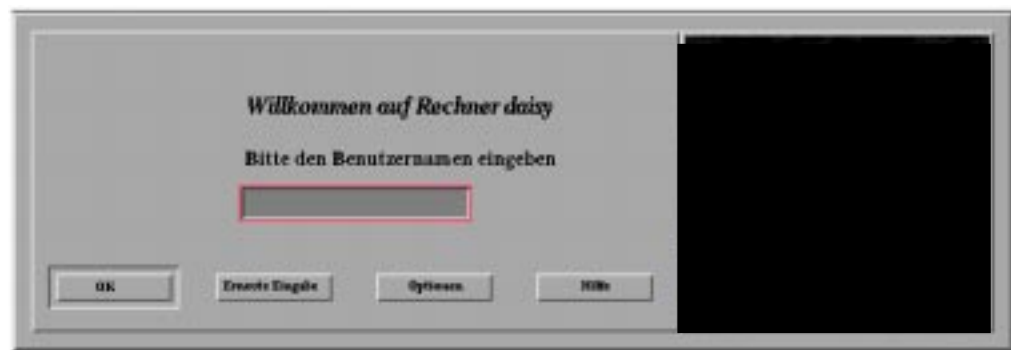 Willkommen auf Rechner daisy
Bitte den Benutzernamen eingeben
OK
Erneute Eingabe
Optionen
Hilfe